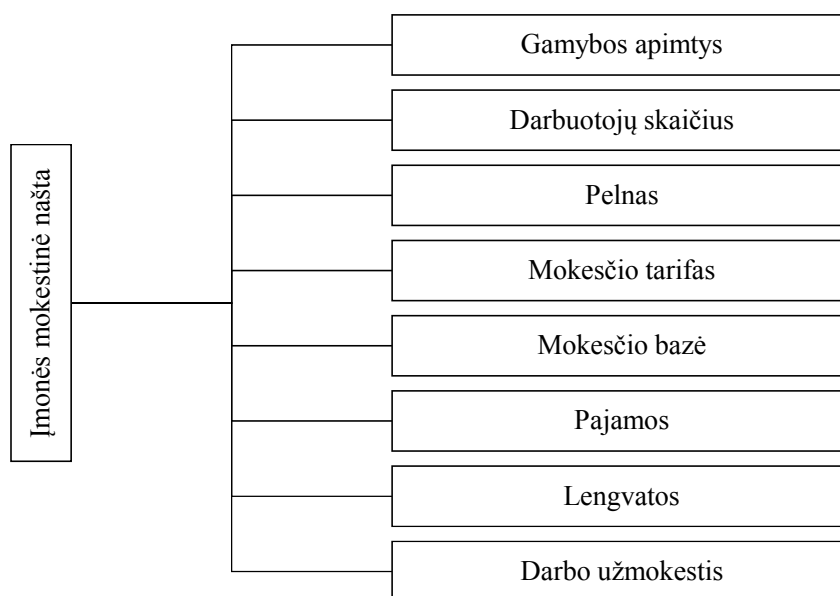 Įmonės mokestinė našta
Gamybos apimtys
Darbuotojų skaičius
Pelnas
Mokesčio tarifas
Mokesčio bazė
Pajamos
Lengvatos
Darbo užmokestis